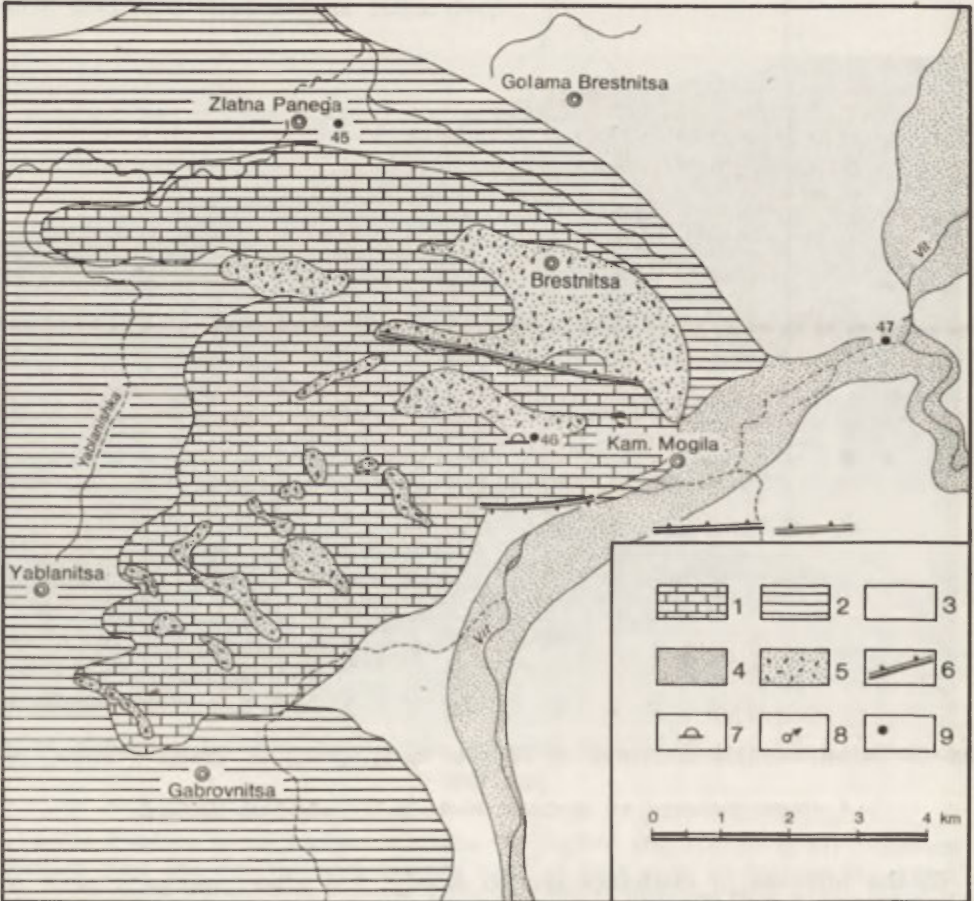 Golama Brestnitsa
Zlatna Panega
45
Vit
Brestnitsa
47
Yablanishka
46
Kam. Mogila
Yablanitsa
Vit
Gabrovnitsa
1
2
3
4
5
6
7
8
9
0 1 2 3 4 km